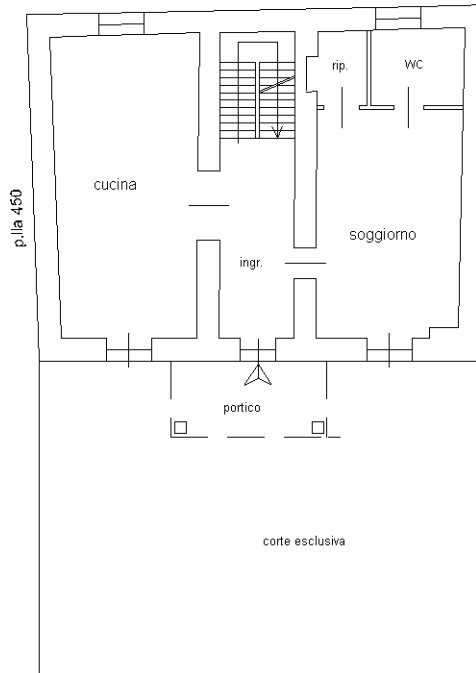 rip.
WC
cucina
p.lla 450
soggiorno
ingr.
portico
corte esclusiva